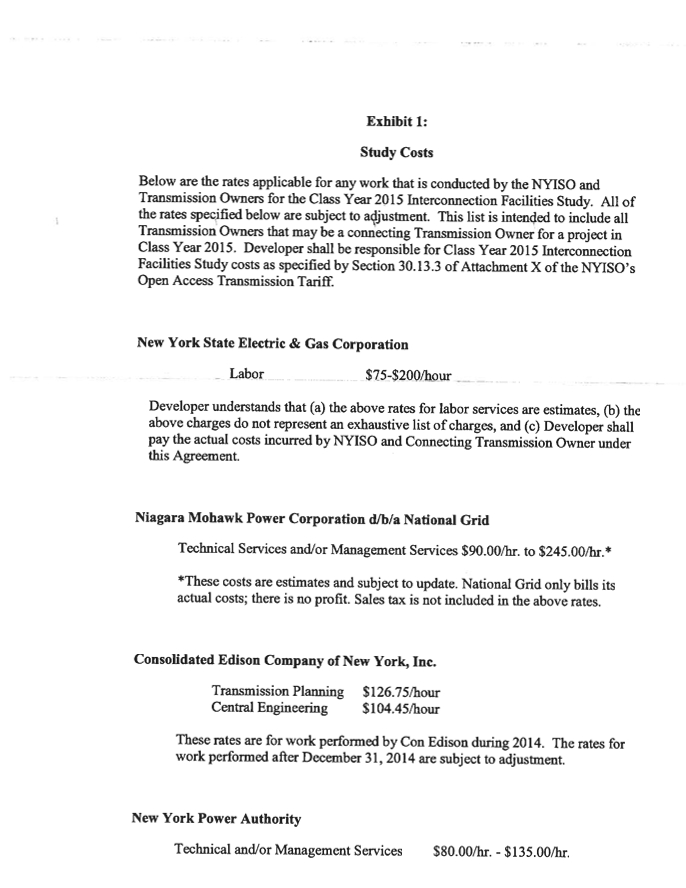 Exhibit 1:
Study Costs
Below are the rates applicable for any work that is conducted by the NYISO and
Transmission Owners for the Class Year 2015 Interconnection Facilities Study. All of
the rates specified below are subject to adjustment. This list is intended to include all
Transmission Owners that may be a connecting Transmission Owner for a project in
Class Year 2015. Developer shall be responsible for Class Year 2015 Interconnection
Facilities Study costs as specified by Section 30.13.3 of Attachment X of the NYISO's
Open Access Transmission Tariff.
New York State Electric & Gas Corporation
Labor $75-$200/hour
Developer understands that (a) the above rates for labor services are estimates, (b) the
above charges do not represent an exhaustive list of charges, and (c) Developer shall
pay the actual costs incurred by NYISO and Connecting Transmission Owner under
this Agreement.
Niagara Mohawk Power Corporation d/b/a National Grid
Technical Services and/or Management Services $90.00/hr. to $245.00/hr.*
*These costs are estimates and subject to update. National Grid only bills its
actual costs; there is no profit. Sales tax is not included in the above rates.
Consolidated Edison Company of New York, Inc.
Transmission Planning $126.75/hour
Central Engineering $104.45/hour
These rates are for work performed by Con Edison during 2014. The rates for
work performed after December 31, 2014 are subject to adjustment.
New York Power Authority
Technical and/or Management Services $80.00/hr. - $135.00/hr.